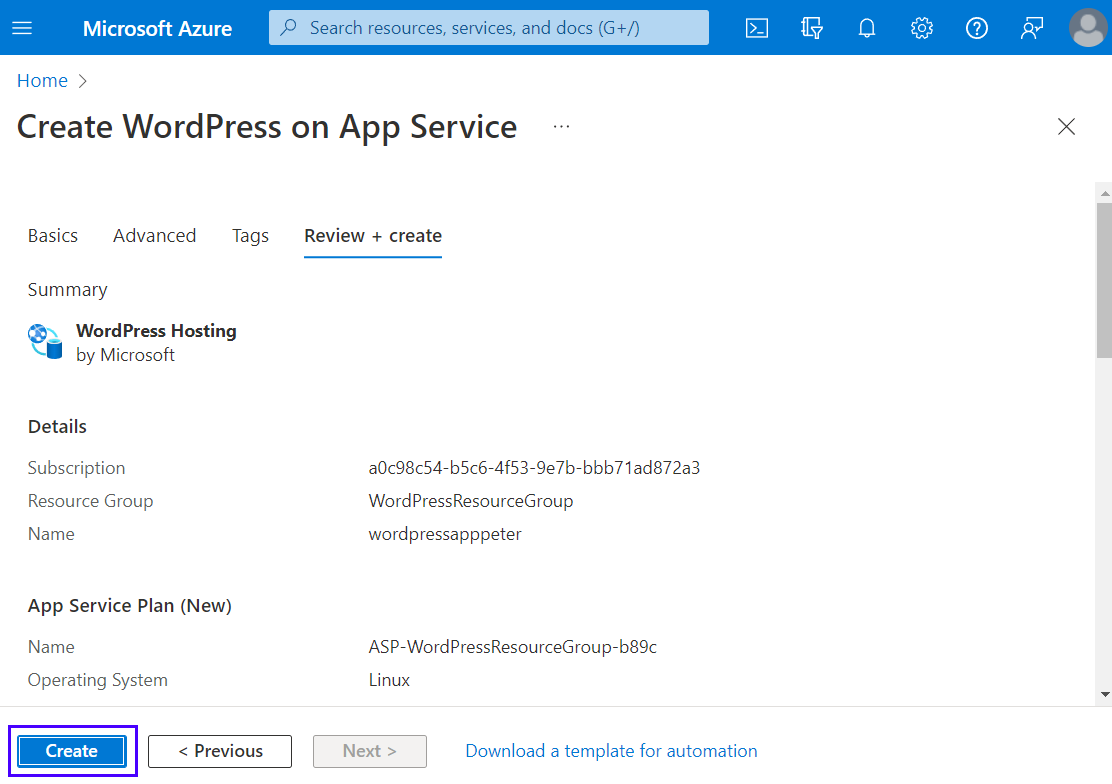 Microsoft Azure
Search resources, services, and docs (G+/)
Home >
Create WordPress on App Service ...
Basics Advanced Tags Review + create
Summary
WordPress Hosting
by Microsoft
Details
Subscription a0c98c54-b5c6-4f53-9e7b-bbb71ad872a3
Resource Group WordPressResourceGroup
Name wordpressapppeter
App Service Plan (New)
Name ASP-WordPressResourceGroup-b89c
Operating System Linux
Create < Previous Next > Download a template for automation